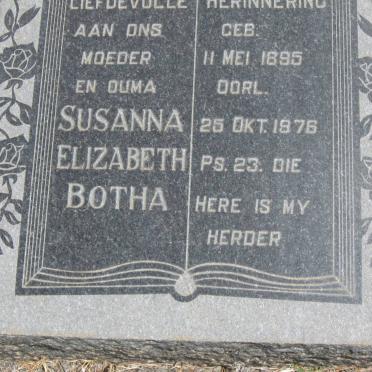 LIEFDEVOLLE
AAN ONS
MOEDER
EN OUMA
SUSANNA
ELIZABETH
BOTHA
HERINNERING
GEB.
11 MEI 1895
OORL.
25 OKT. 1976
PS. 23. DIE
HERE IS MY
HERDER